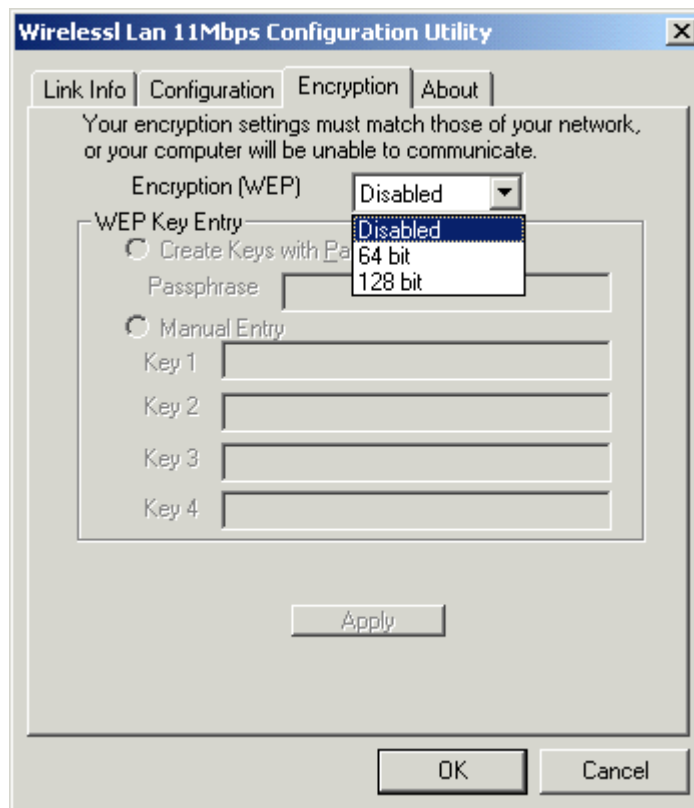 Wirelessl Lan 11Mbps Configuration Utility
Link Info Configuration Encryption About
Your encryption settings must match those of your network,
or your computer will be unable to communicate.
Encryption (WEP) Disabled
Disabled
64 bit
128 bit
WEP Key Entry
Create Keys with Pa
Passphrase
Manual Entry
Key 1
Key 2
Key 3
Key 4
Apply
OK Cancel